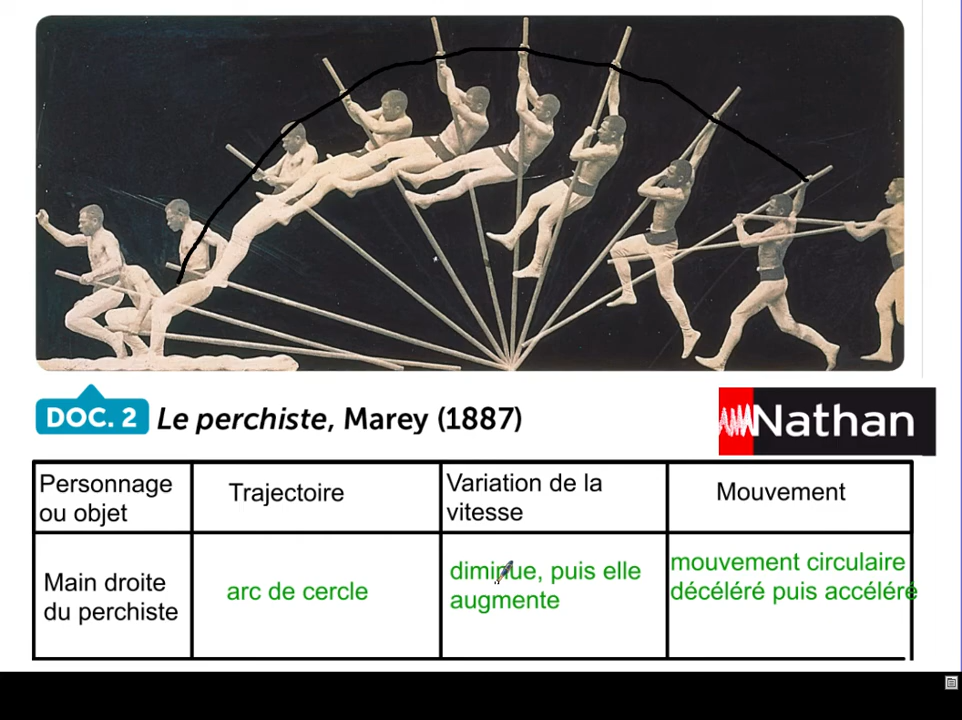 DOC. 2 Le perchiste, Marey (1887)
Nathan
Personnage
ou objet
Trajectoire
Variation de la
vitesse
Mouvement
Main droite
du perchiste
arc de cercle
diminue, puis elle
augmente
mouvement circulaire
décéléré puis accéléré